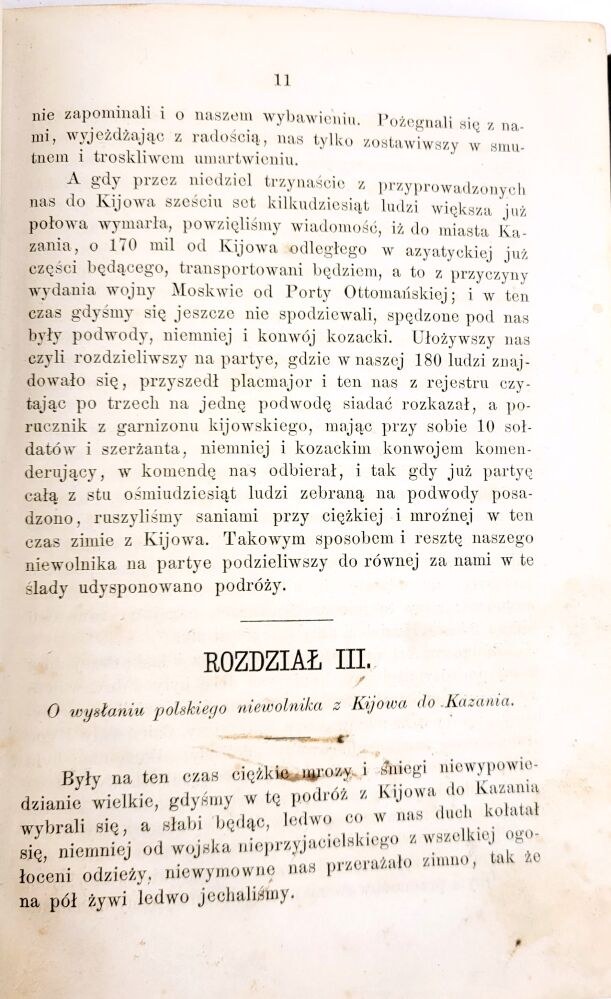 11
nie zapominali i o naszem wybawieniu. Pożegnali się z na-
mi, wyjeżdżając z radością, nas tylko zostawiwszy w smu-
tnem i troskliwem umartwieniu.
A gdy przez niedziel trzynaście z przyprowadzonych
nas do Kijowa sześciu set kilkudziesiąt ludzi większa już
połowa wymarła, powzięliśmy wiadomość, iż do miasta Ka-
zania, o 170 mil od Kijowa odległego w azyatyckiej już
części będącego, transportowani będziem, a to z przyczyny
wydania wojny Moskwie od Porty Ottomańskiej; i w ten
czas gdyśmy się jeszcze nie spodziewali, spędzone pod nas
były podwody, niemniej i konwój kozacki. Ułożywszy nas
czyli rozdzieliwszy na partye, gdzie w naszej 180 ludzi znaj-
dowało się, przyszedł placmajor i ten nas z rejestru czy-
tając po trzech na jednę podwodę siadać rozkazał, a po-
rucznik z garnizonu kijowskiego, mając przy sobie 10 soł-
datów i szerżanta, niemniej i kozackim konwojem komen-
derujący, w komendę nas odbierał, i tak gdy już partyę
całą z stu ośmiudziesiąt ludzi zebraną na podwody posa-
dzono, ruszyliśmy saniami przy ciężkiej i mroźnej w ten
czas zimie z Kijowa. Takowym sposobem i resztę naszego
niewolnika na partye podzieliwszy do równej za nami w te
ślady udysponowano podróży.
ROZDZIAŁ III.
O wysłaniu polskiego niewolnika z Kijowa do Kazania.
Były na ten czas ciężkie mrozy i śniegi niewypowie-
dzianie wielkie, gdyśmy w tę podróż z Kijowa do Kazania
wybrali się, a słabi będąc, ledwo co w nas duch kołatał
się, niemniej od wojska nieprzyjacielskiego z wszelkiej ogo-
łoceni odzieży, niewymowne nas przerażało zimno, tak że
na pół żywi ledwo jechaliśmy.